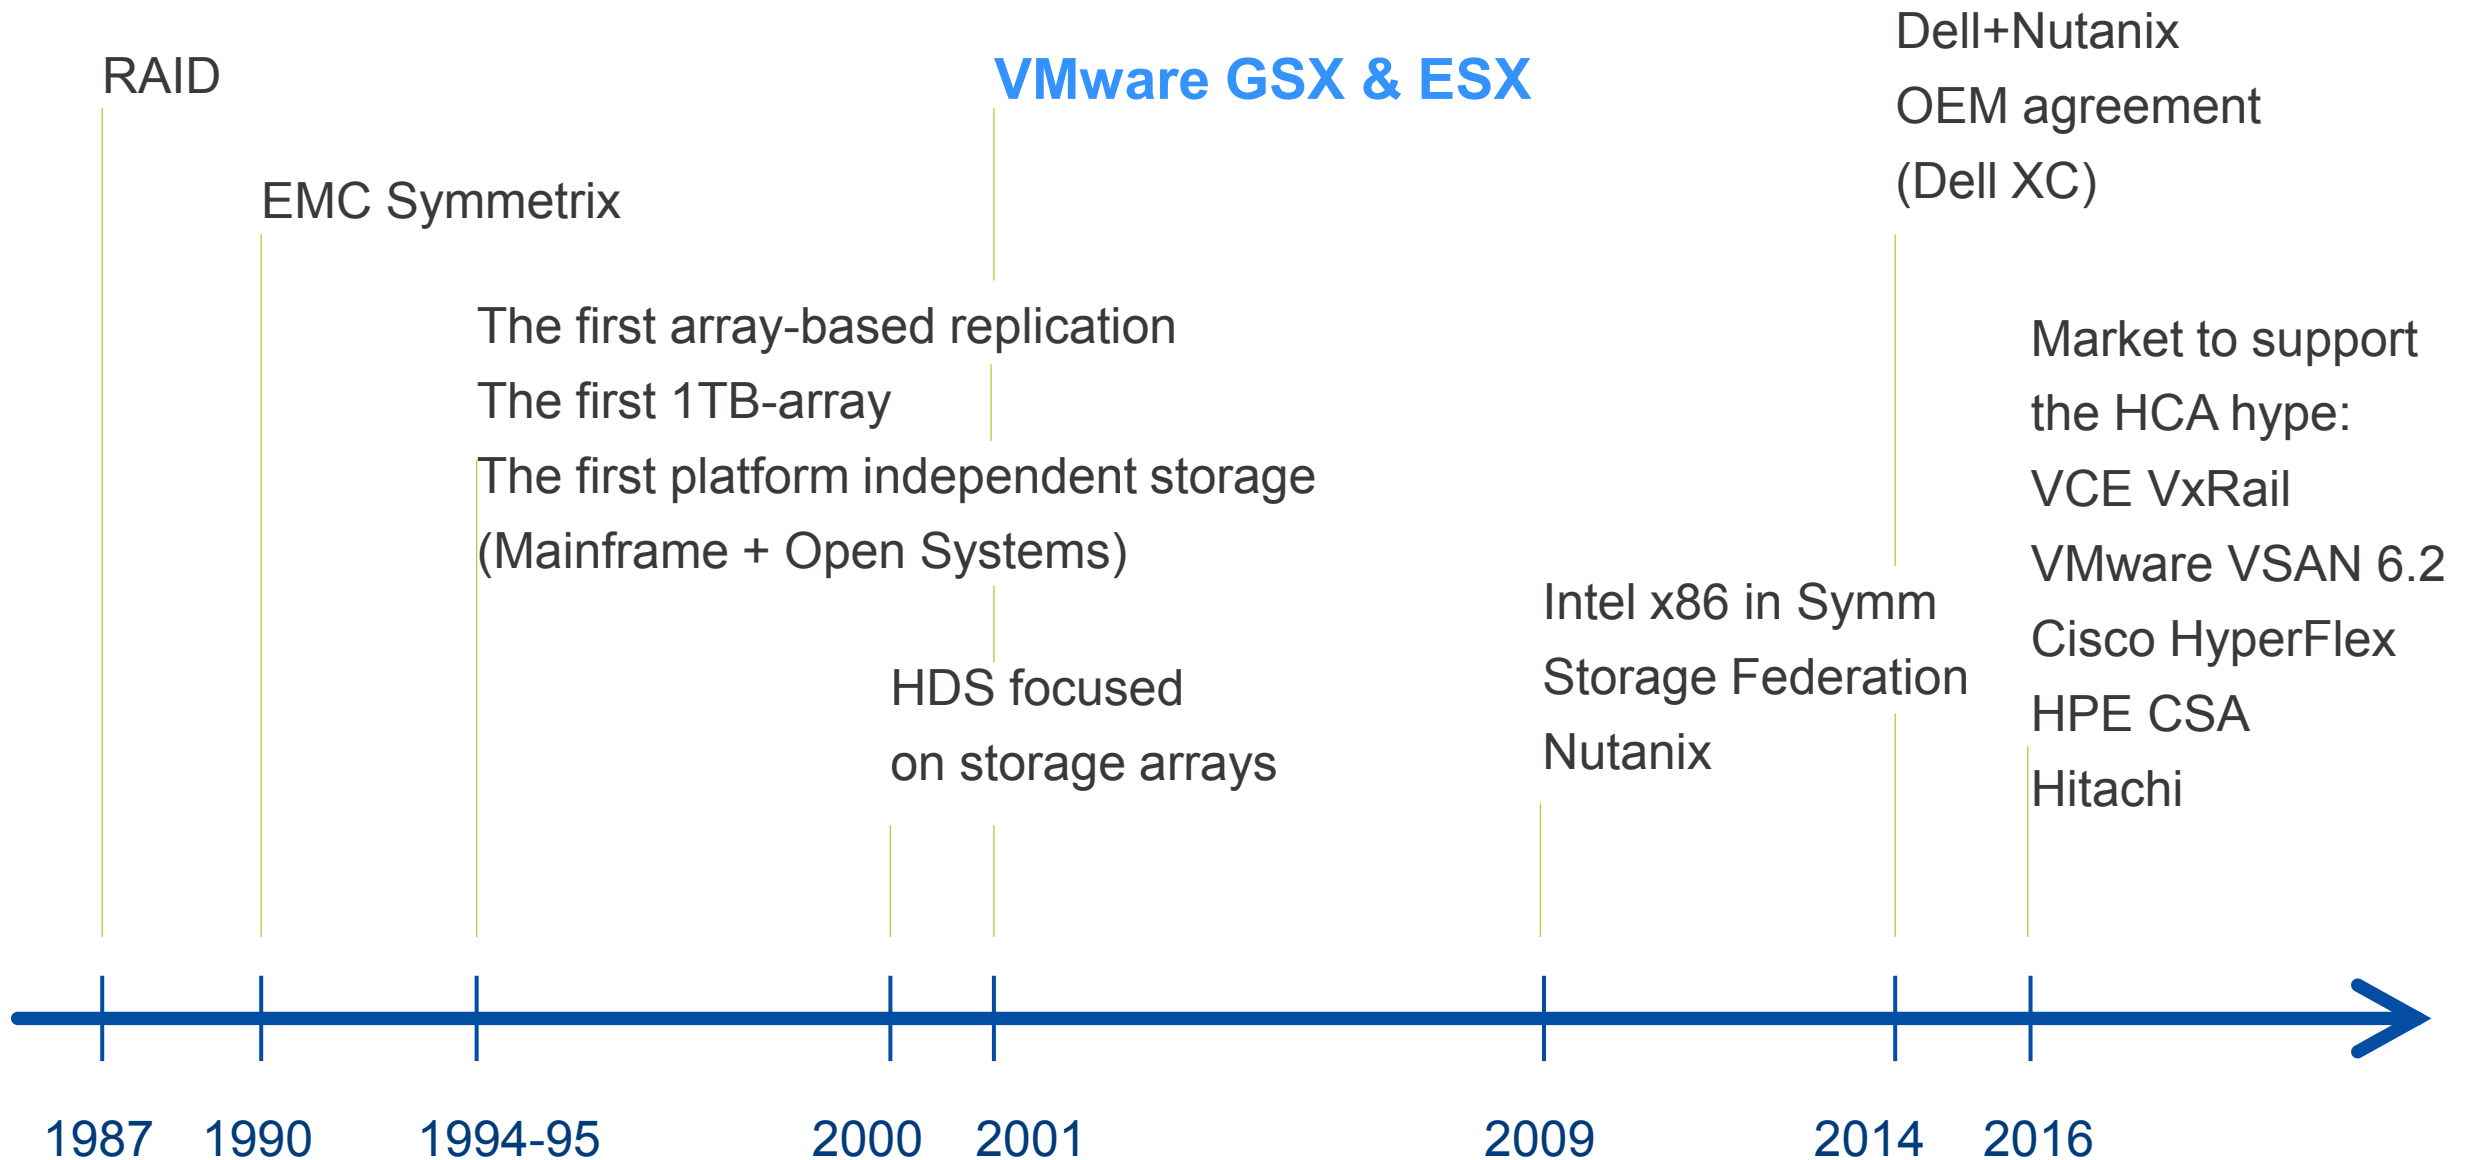 RAID
EMC Symmetrix
The first array-based replication
The first 1TB-array
The first platform independent storage
(Mainframe + Open Systems)
HDS focused
on storage arrays
VMware GSX & ESX
Intel x86 in Symm
Storage Federation
Nutanix
Dell+Nutanix
OEM agreement
(Dell XC)
Market to support
the HCA hype:
VCE VxRail
VMware VSAN 6.2
Cisco HyperFlex
HPE CSA
Hitachi
1987 1990 1994-95 2000 2001 2009 2014 2016